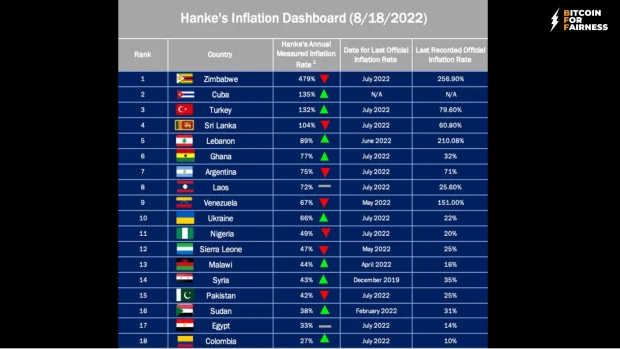 Hanke's Inflation Dashboard (8/18/2022)
BITCOIN
FOR
FAIRNESS
Rank Country Hanke's Annual Measured Inflation Rate ¹ Date for Last Official Inflation Rate Last Recorded Official Inflation Rate
1 Zimbabwe 479% July 2022 256.90%
2 Cuba 135% N/A N/A
3 Turkey 132% July 2022 79.60%
4 Sri Lanka 104% July 2022 60.80%
5 Lebanon 89% June 2022 210.08%
6 Ghana 77% July 2022 32%
7 Argentina 75% July 2022 71%
8 Laos 72% July 2022 25.60%
9 Venezuela 67% May 2022 151.00%
10 Ukraine 66% July 2022 22%
11 Nigeria 49% July 2022 20%
12 Sierra Leone 47% May 2022 25%
13 Malawi 44% April 2022 16%
14 Syria 43% December 2019 35%
15 Pakistan 42% July 2022 25%
16 Sudan 38% February 2022 31%
17 Egypt 33% July 2022 14%
18 Colombia 27% July 2022 10%